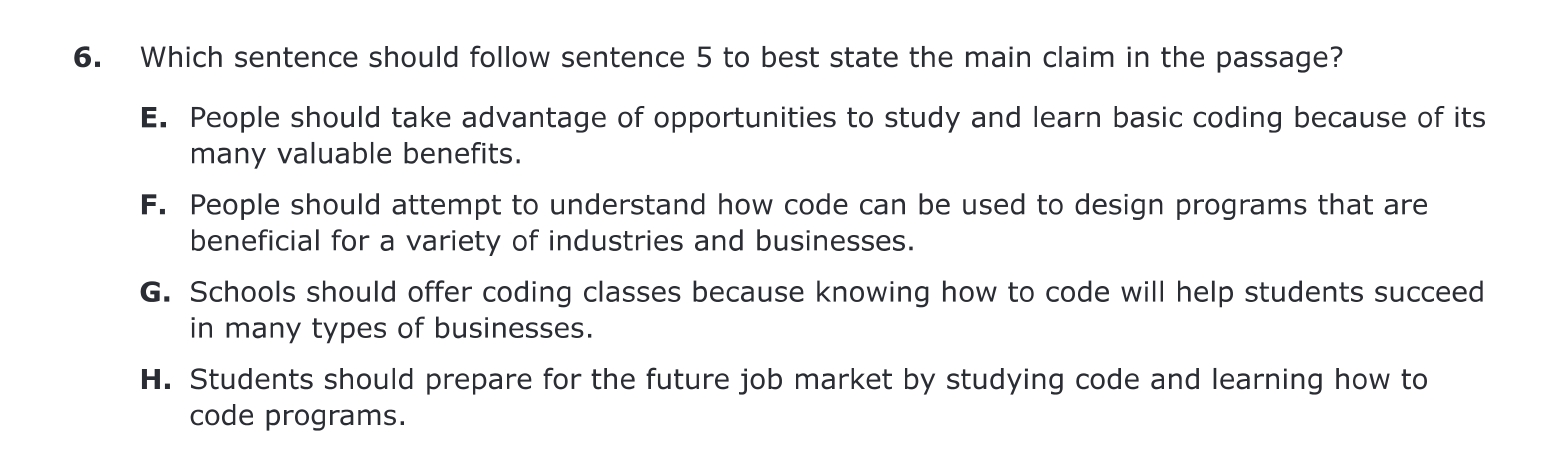 6. Which sentence should follow sentence 5 to best state the main claim in the passage?
E. People should take advantage of opportunities to study and learn basic coding because of its
many valuable benefits.
F. People should attempt to understand how code can be used to design programs that are
beneficial for a variety of industries and businesses.
G. Schools should offer coding classes because knowing how to code will help students succeed
in many types of businesses.
H. Students should prepare for the future job market by studying code and learning how to
code programs.